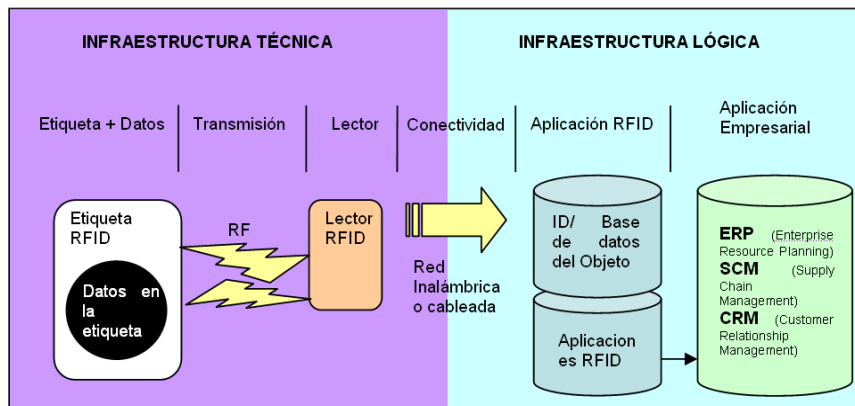 INFRAESTRUCTURA TÉCNICA
INFRAESTRUCTURA LÓGICA
Etiqueta + Datos
Transmisión
Lector
Conectividad
Aplicación RFID
Aplicación
Empresarial
Etiqueta
RFID
Datos en
la
etiqueta
RF
Lector
RFID
Red
Inalámbrica
o cableada
ID/ Base
de datos
del Objeto
Aplicacion
es RFID
ERP (Enterprise
Resource Planning)
SCM (Supply
Chain
Management)
CRM (Customer
Relationship
Management)